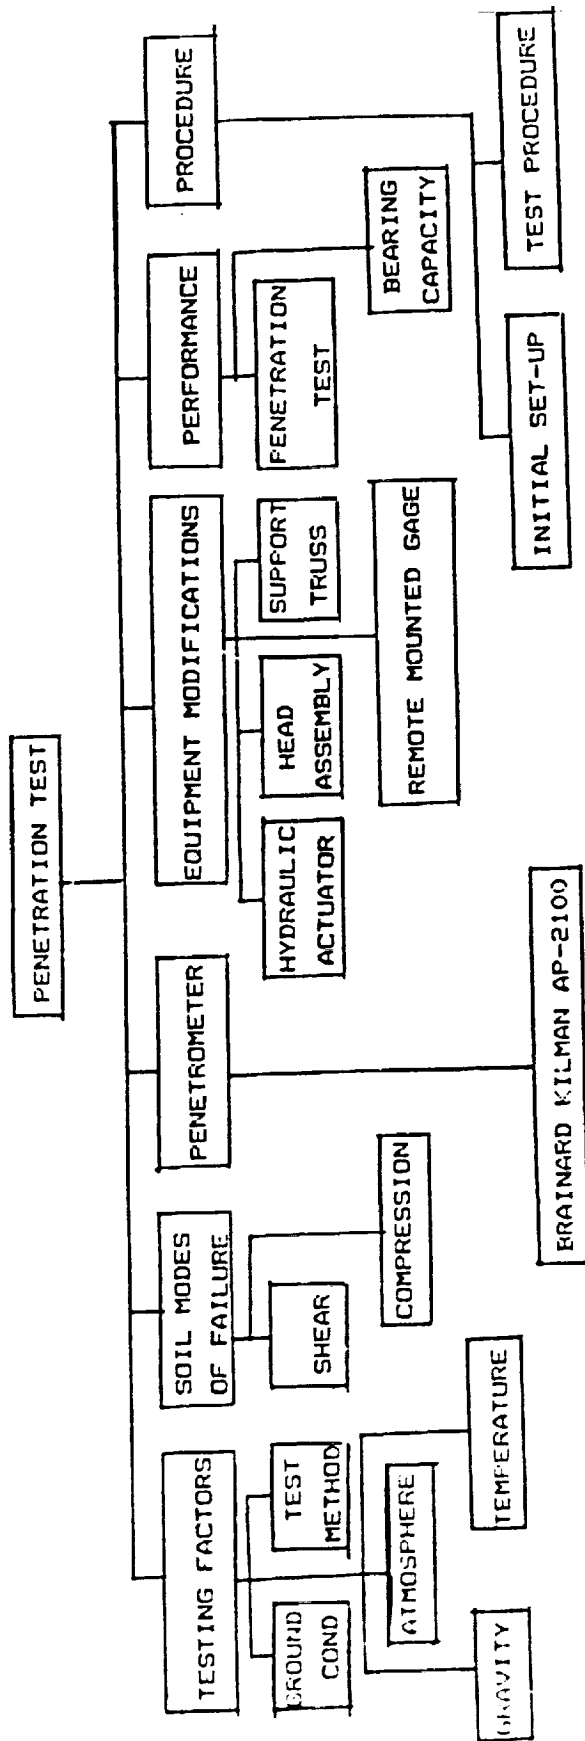 PENETRATION TEST
TESTING FACTORS
SOIL MODES
OF FAILURE
PENETROMETER
EQUIPMENT MODIFICATIONS
PERFORMANCE
PROCEDURE
GROUND
COND
TEST
METHOD
SHEAR
HYDRAULIC
ACTUATOR
HEAD
ASSEMBLY
SUPPORT
TRUSS
PENETRATION
TEST
BEARING
CAPACITY
ATMOSPHERE
COMPRESSION
REMOTE MOUNTED GAGE
GRAVITY
TEMPERATURE
BRAINARD KILMAN AP-2100
INITIAL SET-UP
TEST PROCEDURE